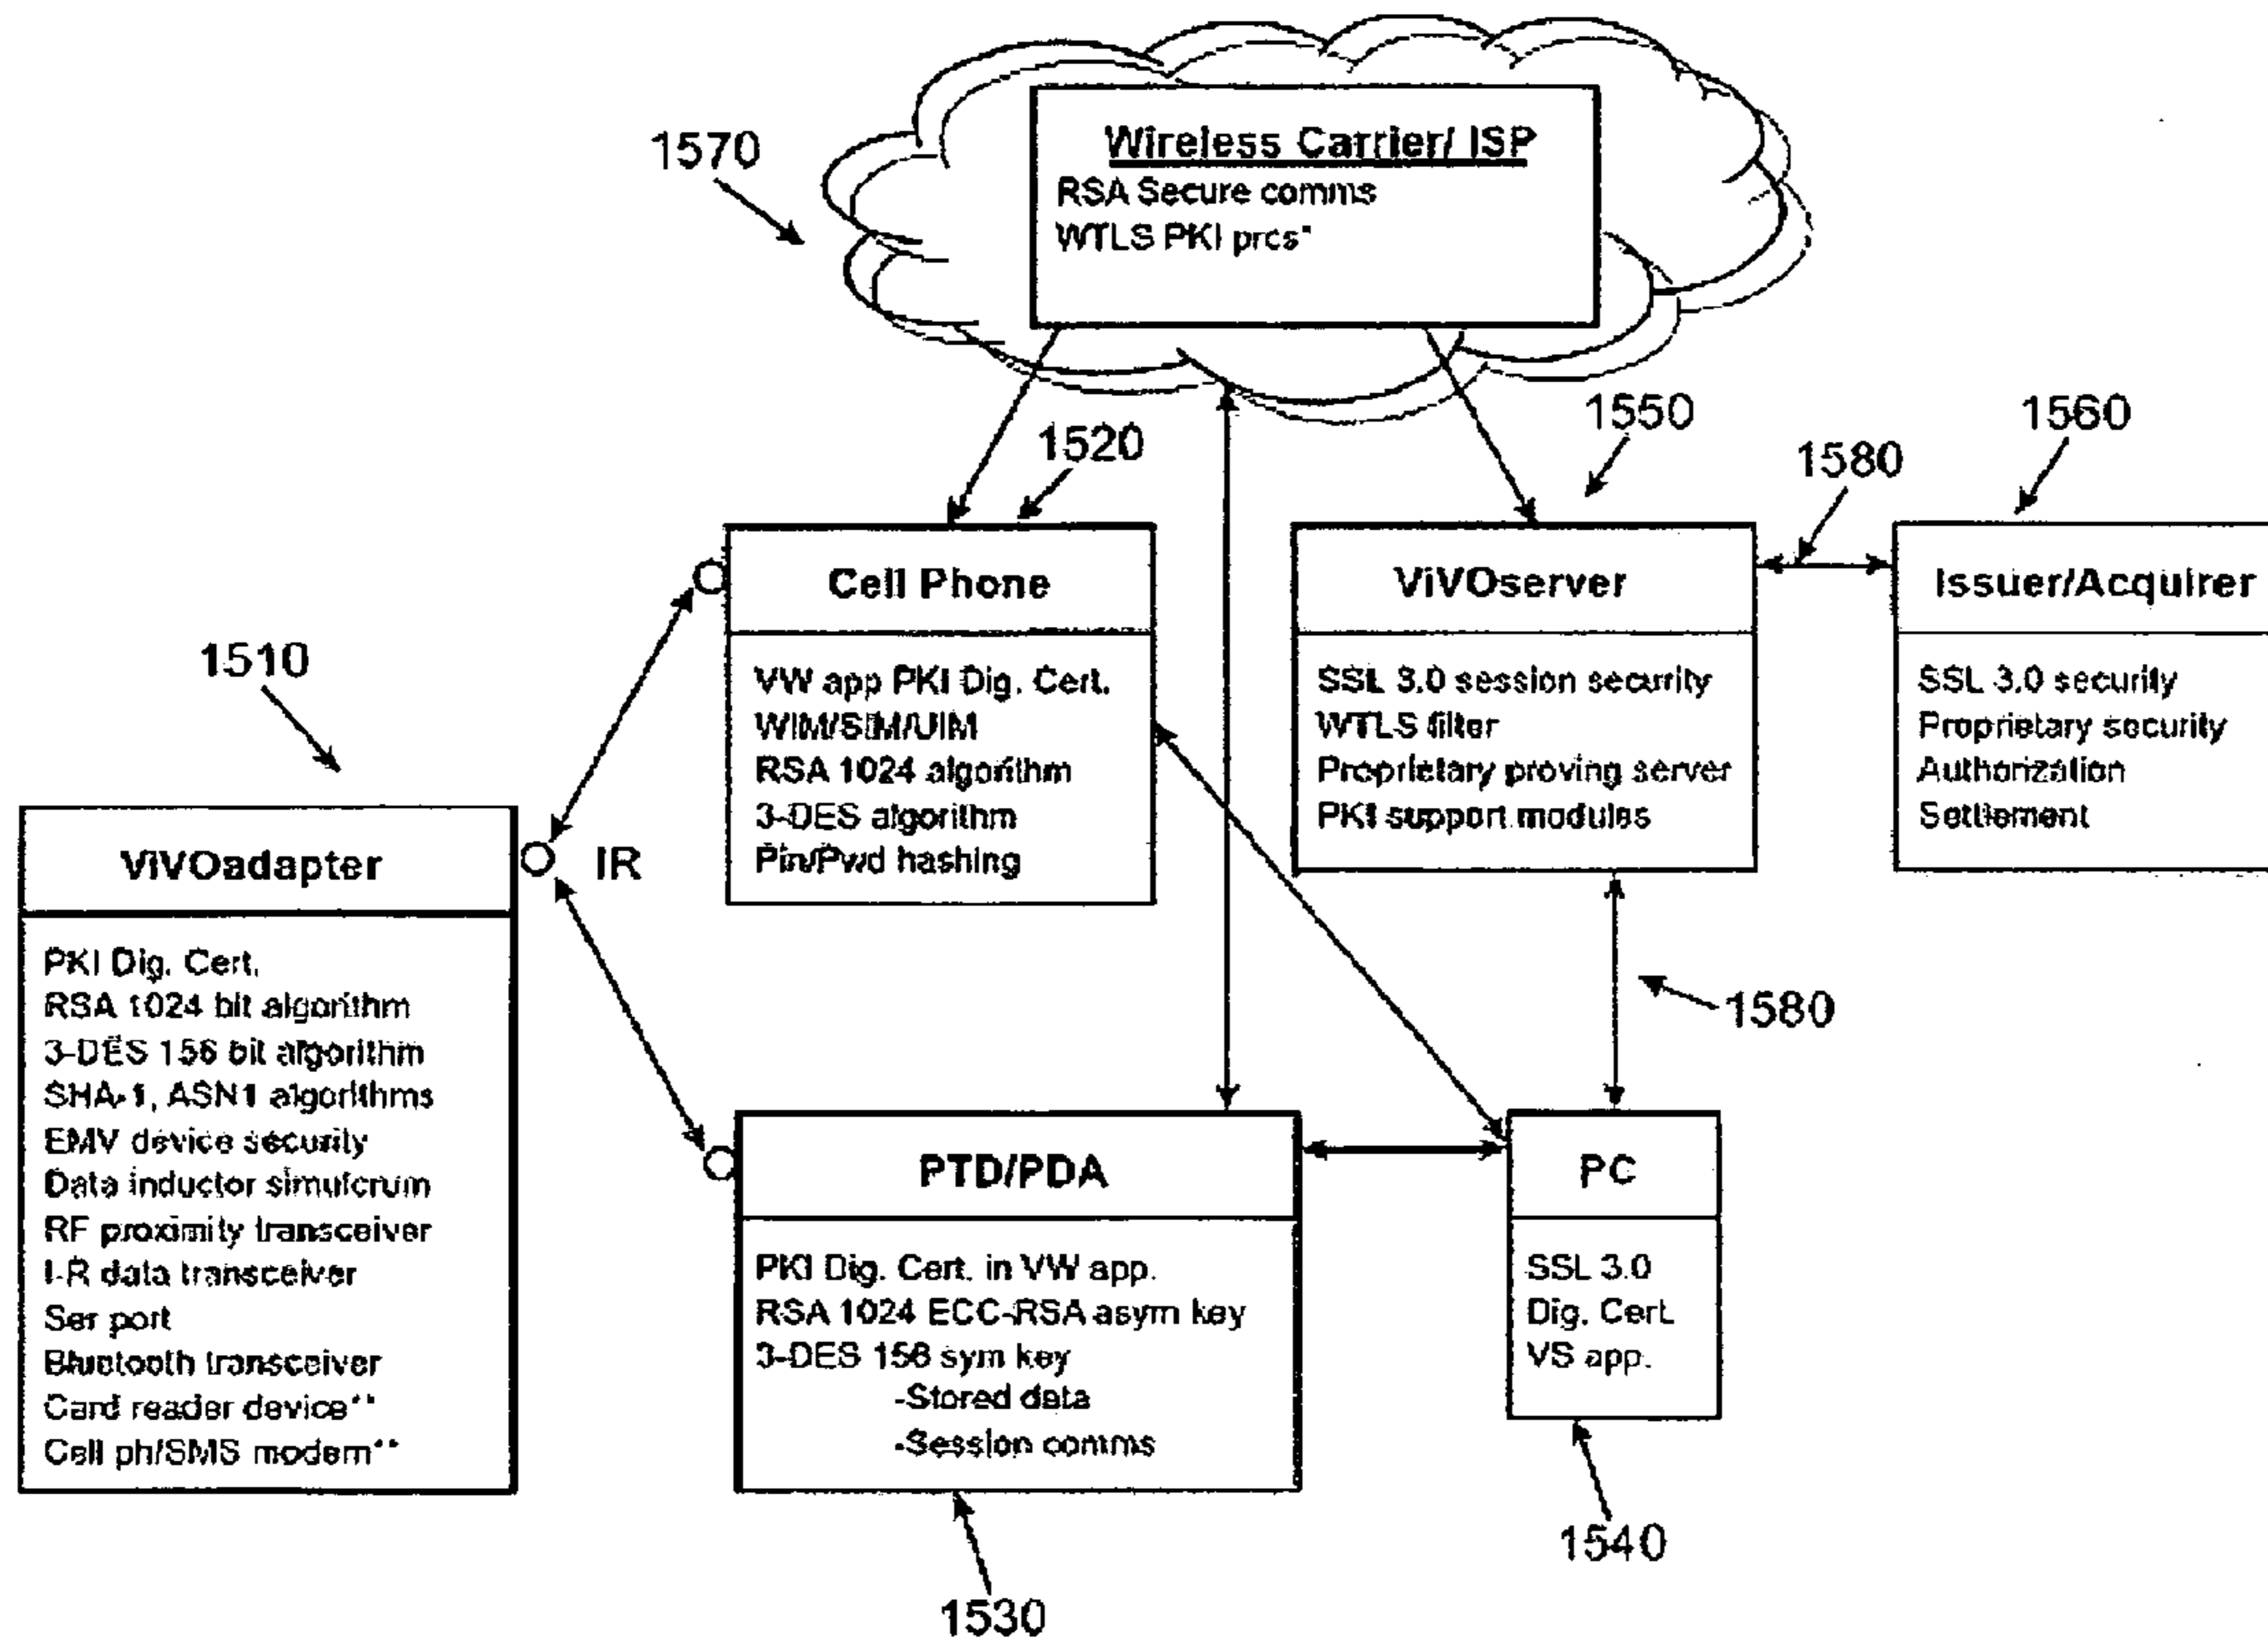 1570
Wireless Carrier/ ISP
RSA Secure comms
WTLS PKI prcs*
1520
1550
1580
1560
Cell Phone
VW app PKI Dig. Cert.
WIM/SIM/UIM
RSA 1024 algorithm
3-DES algorithm
Pin/Pwd hashing
ViVOserver
SSL 3.0 session security
WTLS filter
Proprietary proving server
PKI support modules
Issuer/Acquirer
SSL 3.0 security
Proprietary security
Authorization
Settlement
1510
ViVOadapter
IR
PKI Dig. Cert.
RSA 1024 bit algorithm
3-DES 156 bit algorithm
SHA-1, ASN1 algorithms
EMV device security
Data inductor simulcrum
RF proximity transceiver
I-R data transceiver
Ser port
Bluetooth transceiver
Card reader device**
Cell ph/SMS modem**
1580
PTD/PDA
PKI Dig. Cert. in VW app.
RSA 1024 ECC-RSA asym key
3-DES 156 sym key
-Stored data
-Session comms
PC
SSL 3.0
Dig. Cert.
VS app.
1530
1540